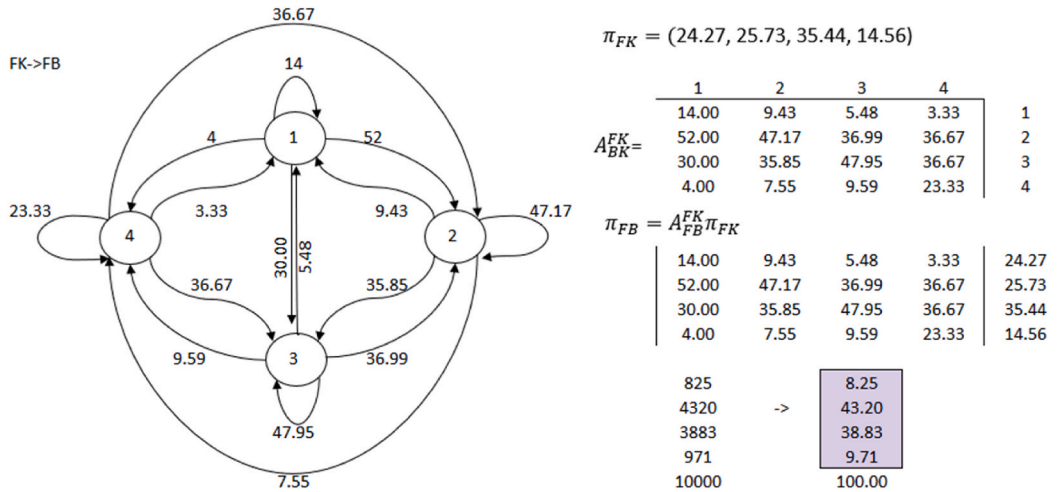 36.67
FK->FB
14
1
4
52
23.33
4
3.33
9.43
2
47.17
30.00
5.48
36.67
35.85
9.59
3
36.99
47.95
7.55
π_FK = (24.27, 25.73, 35.44, 14.56)
1 2 3 4
14.00 9.43 5.48 3.33 1
52.00 47.17 36.99 36.67 2
A_BK^FK=
30.00 35.85 47.95 36.67 3
4.00 7.55 9.59 23.33 4
π_FB = A_FB^FK π_FK
14.00 9.43 5.48 3.33 24.27
52.00 47.17 36.99 36.67 25.73
30.00 35.85 47.95 36.67 35.44
4.00 7.55 9.59 23.33 14.56
825 8.25
4320 -> 43.20
3883 38.83
971 9.71
10000 100.00